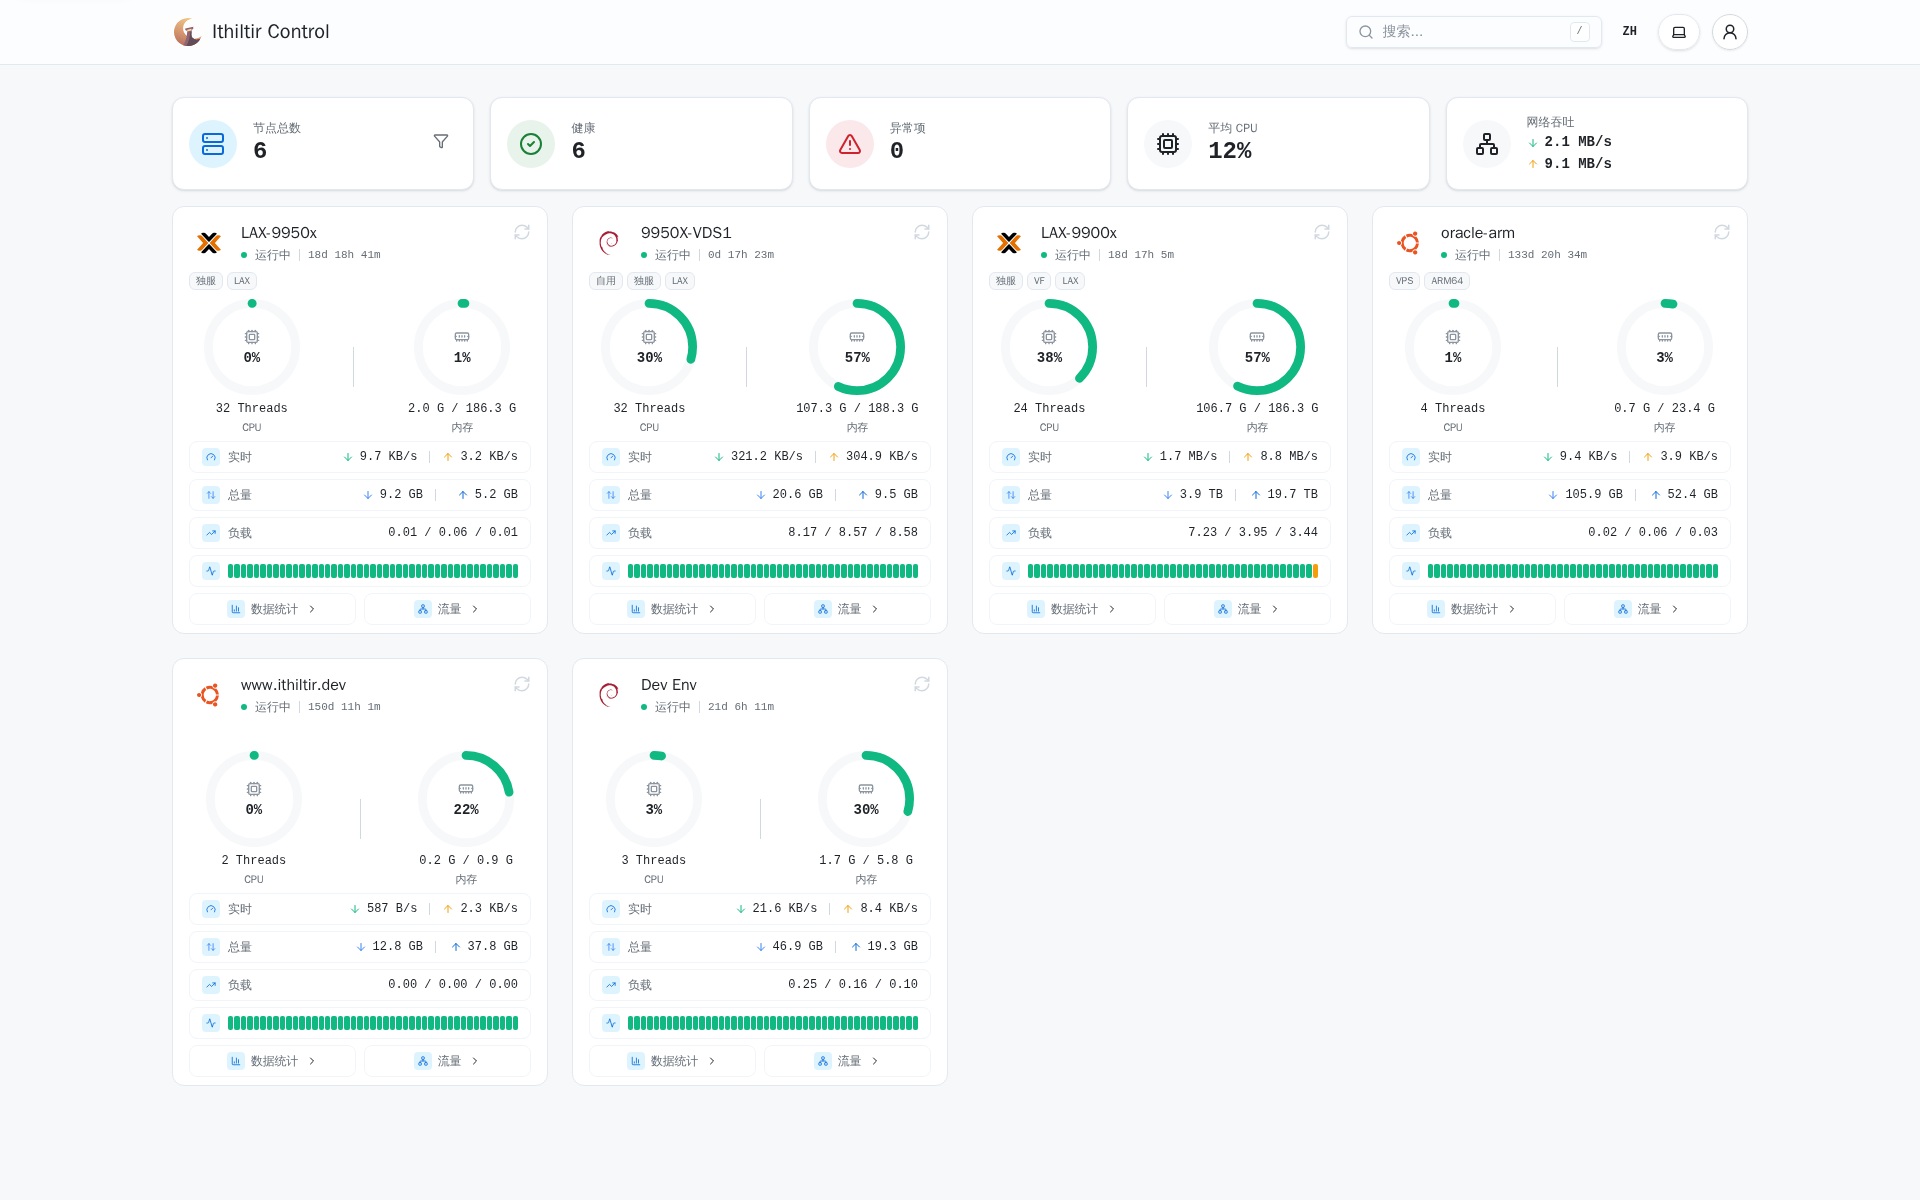 Ithiltir Control
搜索...
/
ZH
节点总数
6
健康
6
异常项
0
平均 CPU
12%
网络吞吐
2.1 MB/s
9.1 MB/s
LAX-9950x
运行中 18d 18h 41m
独服 LAX
0% 1%
32 Threads 2.0 G / 186.3 G
CPU 内存
实时 9.7 KB/s 3.2 KB/s
总量 9.2 GB 5.2 GB
负载 0.01 / 0.06 / 0.01
数据统计 流量
9950X-VDS1
运行中 0d 17h 23m
自用 独服 LAX
30% 57%
32 Threads 107.3 G / 188.3 G
CPU 内存
实时 321.2 KB/s 304.9 KB/s
总量 20.6 GB 9.5 GB
负载 8.17 / 8.57 / 8.58
数据统计 流量
LAX-9900x
运行中 18d 17h 5m
独服 VF LAX
38% 57%
24 Threads 106.7 G / 186.3 G
CPU 内存
实时 1.7 MB/s 8.8 MB/s
总量 3.9 TB 19.7 TB
负载 7.23 / 3.95 / 3.44
数据统计 流量
oracle-arm
运行中 133d 20h 34m
VPS ARM64
1% 3%
4 Threads 0.7 G / 23.4 G
CPU 内存
实时 9.4 KB/s 3.9 KB/s
总量 105.9 GB 52.4 GB
负载 0.02 / 0.06 / 0.03
数据统计 流量
www.ithiltir.dev
运行中 150d 11h 1m
0% 22%
2 Threads 0.2 G / 0.9 G
CPU 内存
实时 587 B/s 2.3 KB/s
总量 12.8 GB 37.8 GB
负载 0.00 / 0.00 / 0.00
数据统计 流量
Dev Env
运行中 21d 6h 11m
3% 30%
3 Threads 1.7 G / 5.8 G
CPU 内存
实时 21.6 KB/s 8.4 KB/s
总量 46.9 GB 19.3 GB
负载 0.25 / 0.16 / 0.10
数据统计 流量